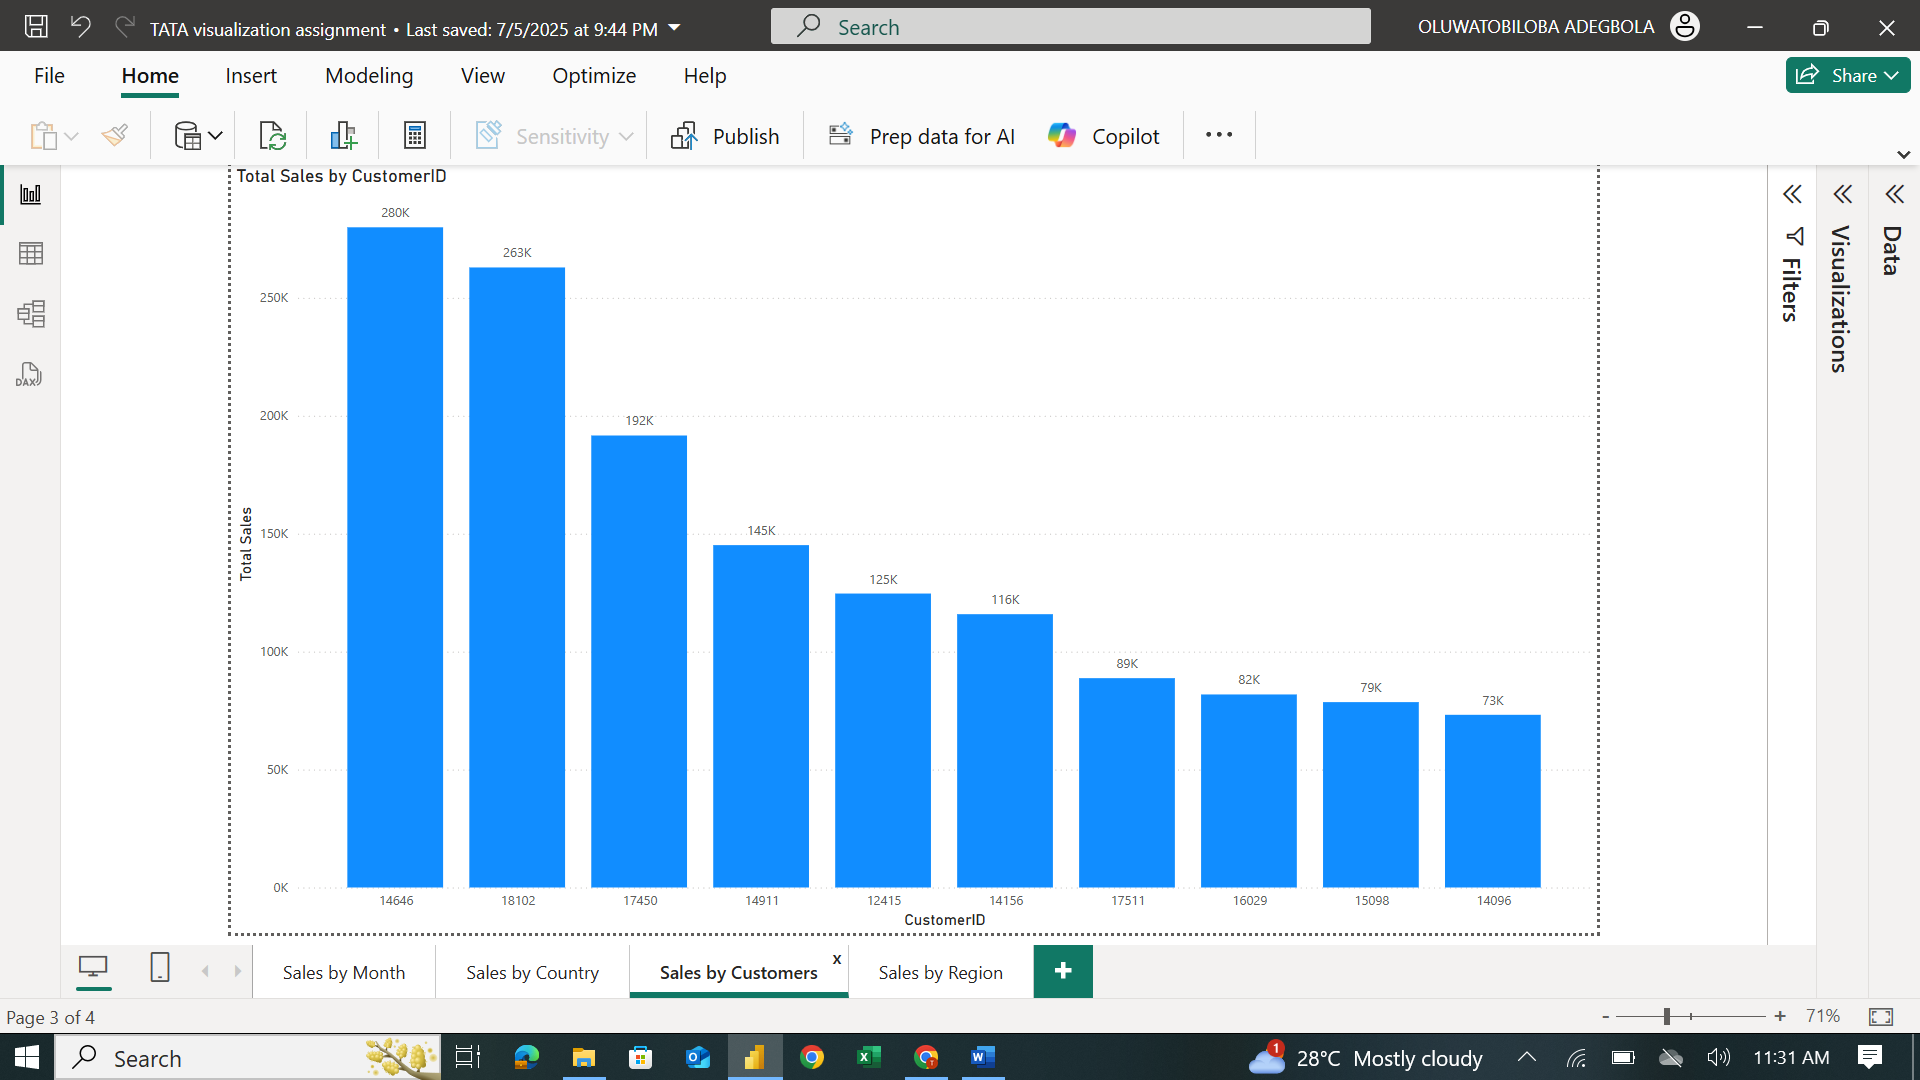 TATA visualization assignment • Last saved: 7/5/2025 at 9:44 PM
Search
OLUWATOBILOBA ADEGBOLA
File Home Insert Modeling View Optimize Help
Share
Sensitivity Publish Prep data for AI Copilot
Total Sales by CustomerID
280K
263K
250K
200K
192K
150K
145K
125K
116K
100K
89K
82K
79K
73K
50K
0K
Total Sales
14646 18102 17450 14911 12415 14156 17511 16029 15098 14096
CustomerID
Filters
Visualizations
Data
DAX
Sales by Month Sales by Country Sales by Customers x Sales by Region +
Page 3 of 4
- + 71%
Search
1
28°C Mostly cloudy
11:31 AM